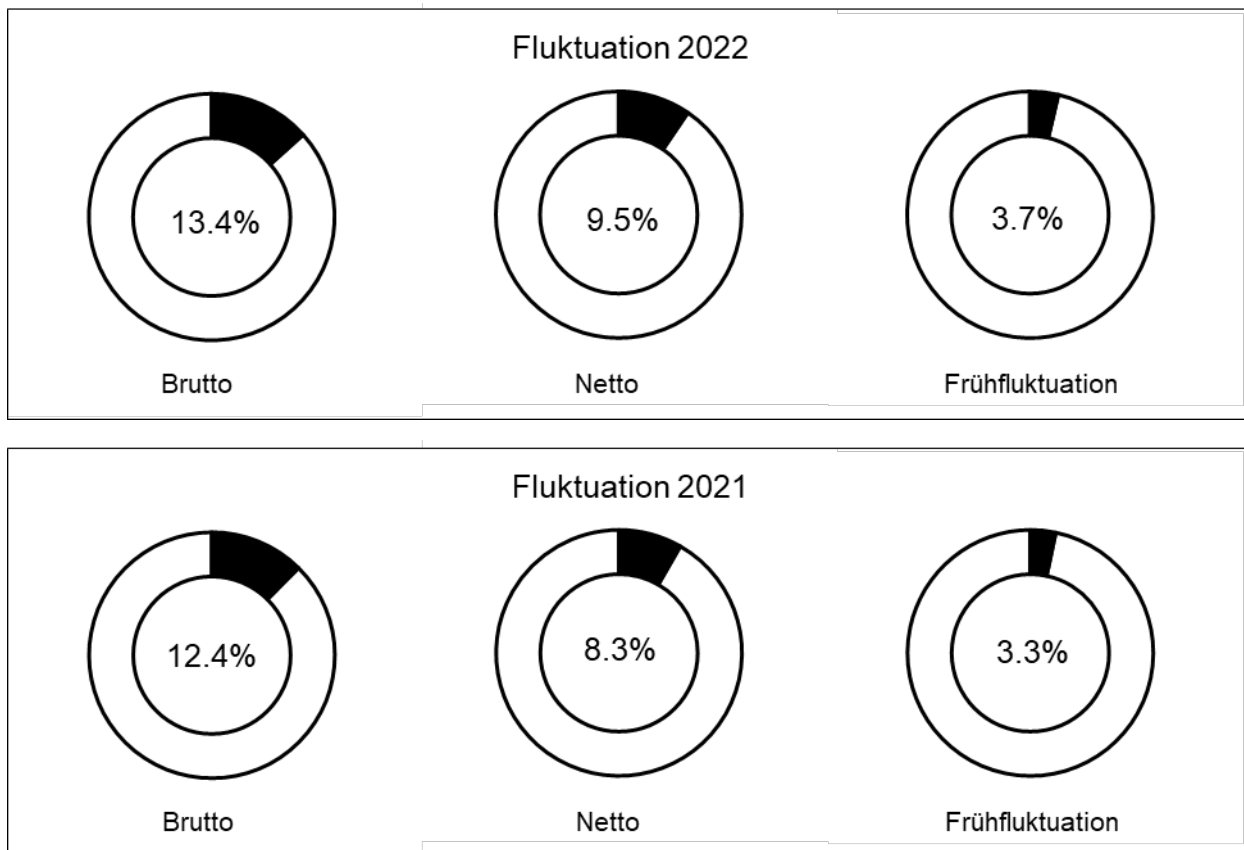 Fluktuation 2022
13.4%
9.5%
3.7%
Brutto
Netto
Frühfluktuation
Fluktuation 2021
12.4%
8.3%
3.3%
Brutto
Netto
Frühfluktuation